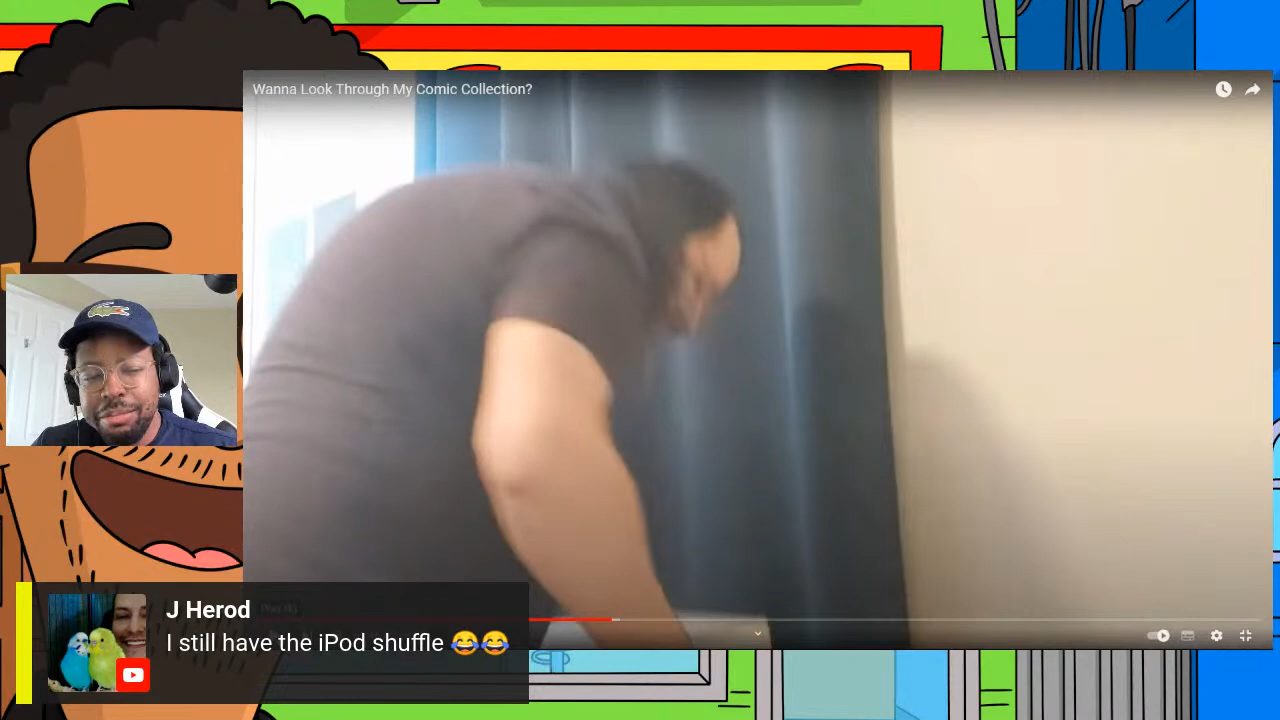 Wanna Look Through My Comic Collection?
J Herod
I still have the iPod shuffle 😂😂